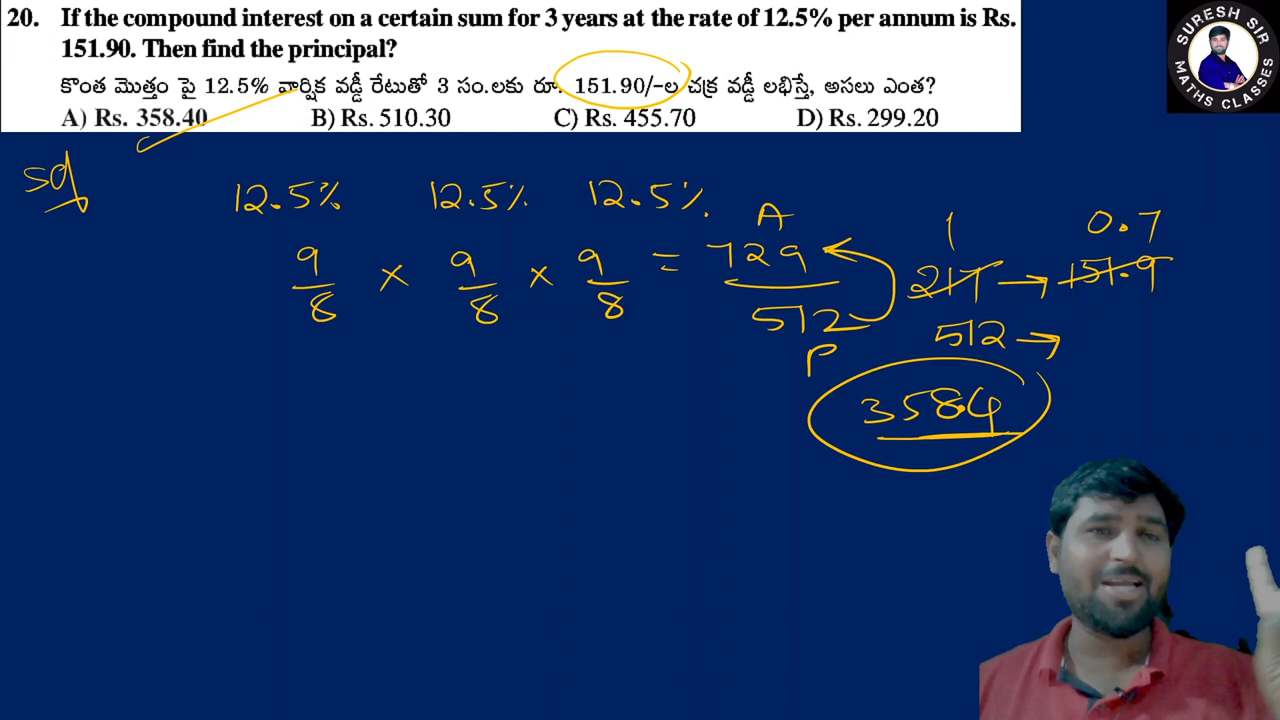 20. If the compound interest on a certain sum for 3 years at the rate of 12.5% per annum is Rs.
151.90. Then find the principal?
కొంత మొత్తం పై 12.5% వార్షిక వడ్డీ రేటుతో 3 సం.లకు రూ. 151.90/-ల చక్ర వడ్డీ లభిస్తే, అసలు ఎంత?
A) Rs. 358.40 B) Rs. 510.30 C) Rs. 455.70 D) Rs. 299.20
SURESH SIR
MATHS CLASSES
Sol
12.5% 12.5% 12.5%
9/8 × 9/8 × 9/8 = 729/512
A
P
1 0.7
217 → 151.9
512 →
358.4